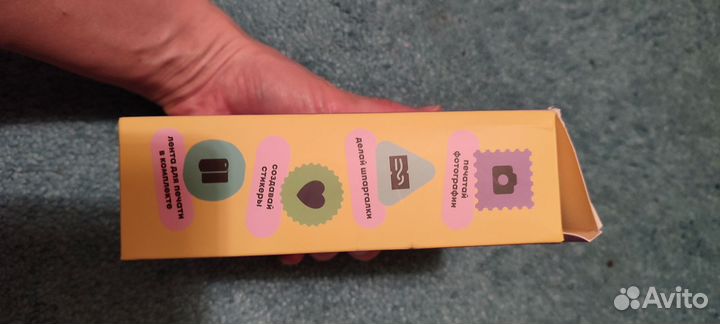 печатай
фотографии
делай шпаргалки
создавай
стикеры
лента для печати
в комплекте
Avito